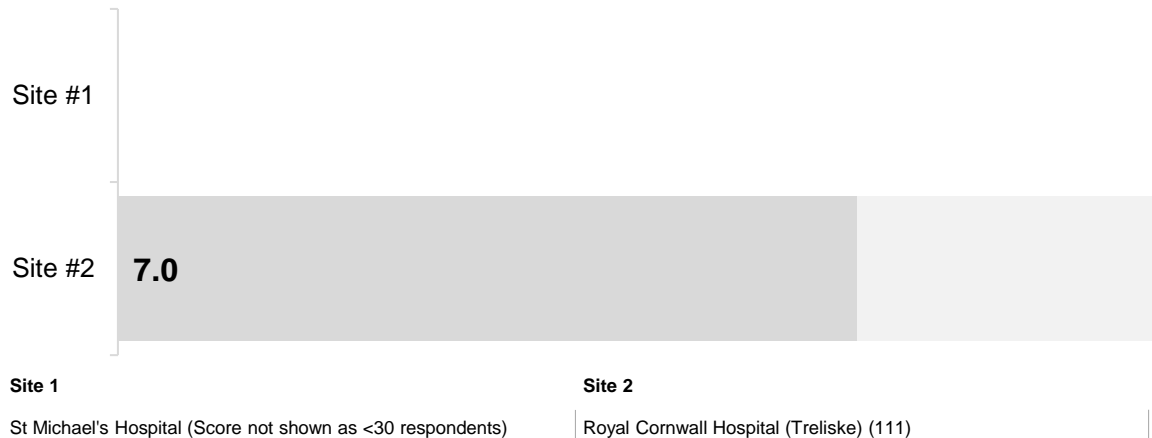 Site #1
Site #2
7.0
Site 1
Site 2
St Michael's Hospital (Score not shown as <30 respondents)
Royal Cornwall Hospital (Treliske) (111)